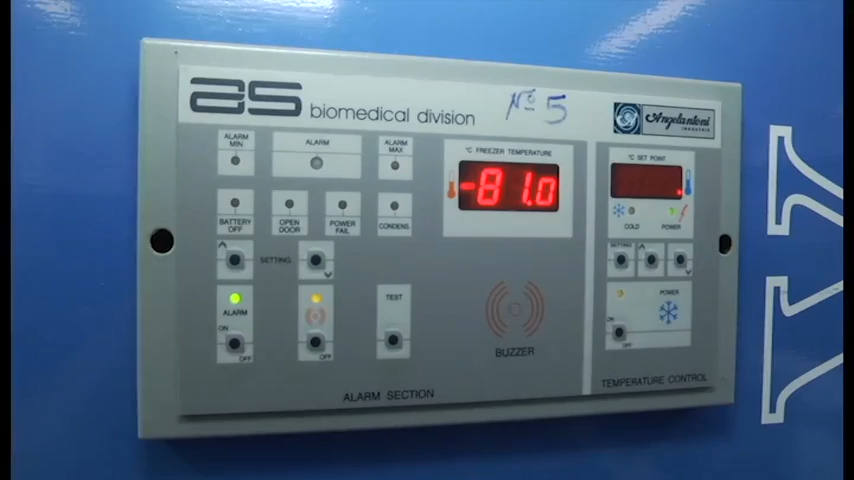 as biomedical division
Nº 5
Angelantoni
INDUSTRIE
ALARM
MIN
ALARM
ALARM
MAX
°C FREEZER TEMPERATURE
-81.0
°C SET POINT
BATTERY
OFF
OPEN
DOOR
POWER
FAIL
CONDENS.
COLD
POWER
SETTING
SETTING
ALARM
ON
OFF
OFF
TEST
BUZZER
POWER
ON
OFF
ALARM SECTION
TEMPERATURE CONTROL